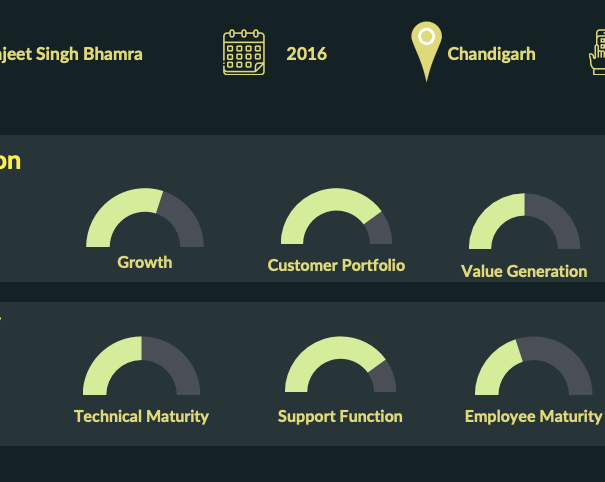 jeet Singh Bhamra
2016
Chandigarh
on
Growth
Customer Portfolio
Value Generation
Technical Maturity
Support Function
Employee Maturity